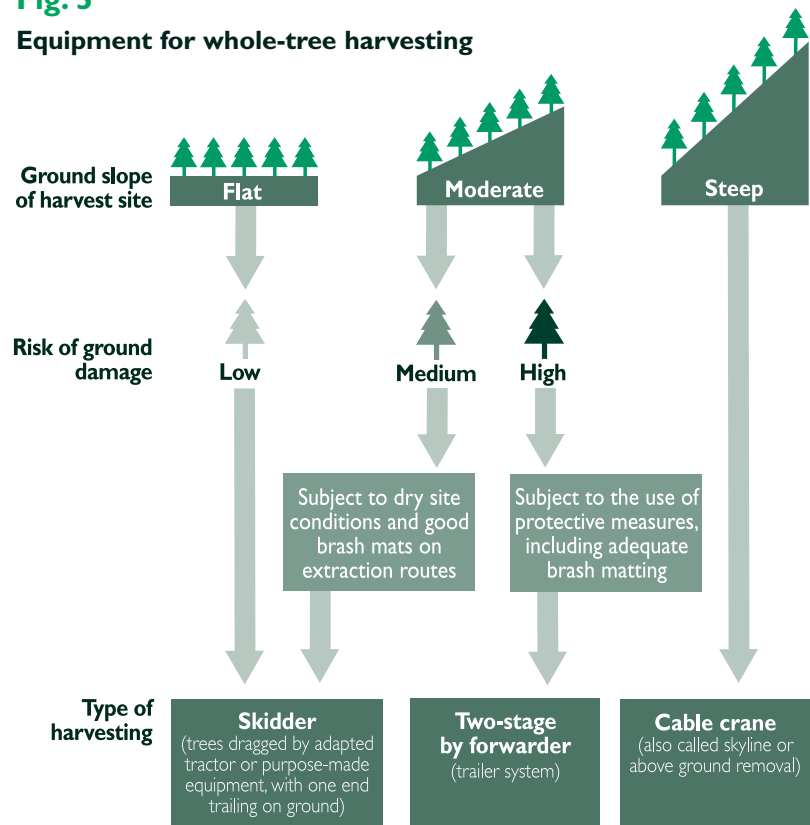 Fig. 5
Equipment for whole-tree harvesting
Ground slope
of harvest site
Flat
Moderate
Steep
Risk of ground
damage
Low
Medium
High
Subject to dry site
conditions and good
brash mats on
extraction routes
Subject to the use of
protective measures,
including adequate
brash matting
Type of
harvesting
Skidder
(trees dragged by adapted
tractor or purpose-made
equipment, with one end
trailing on ground)
Two-stage
by forwarder
(trailer system)
Cable crane
(also called skyline or
above ground removal)